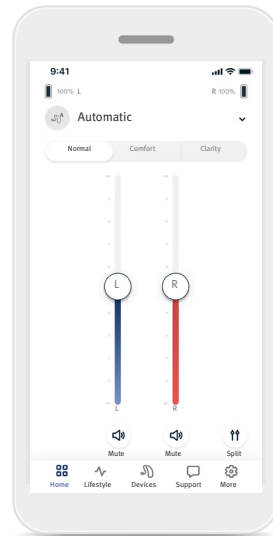 9:41
100% L R 100%
A Automatic
Normal Comfort Clarity
L R
L R
Mute Mute Split
Home Lifestyle Devices Support More